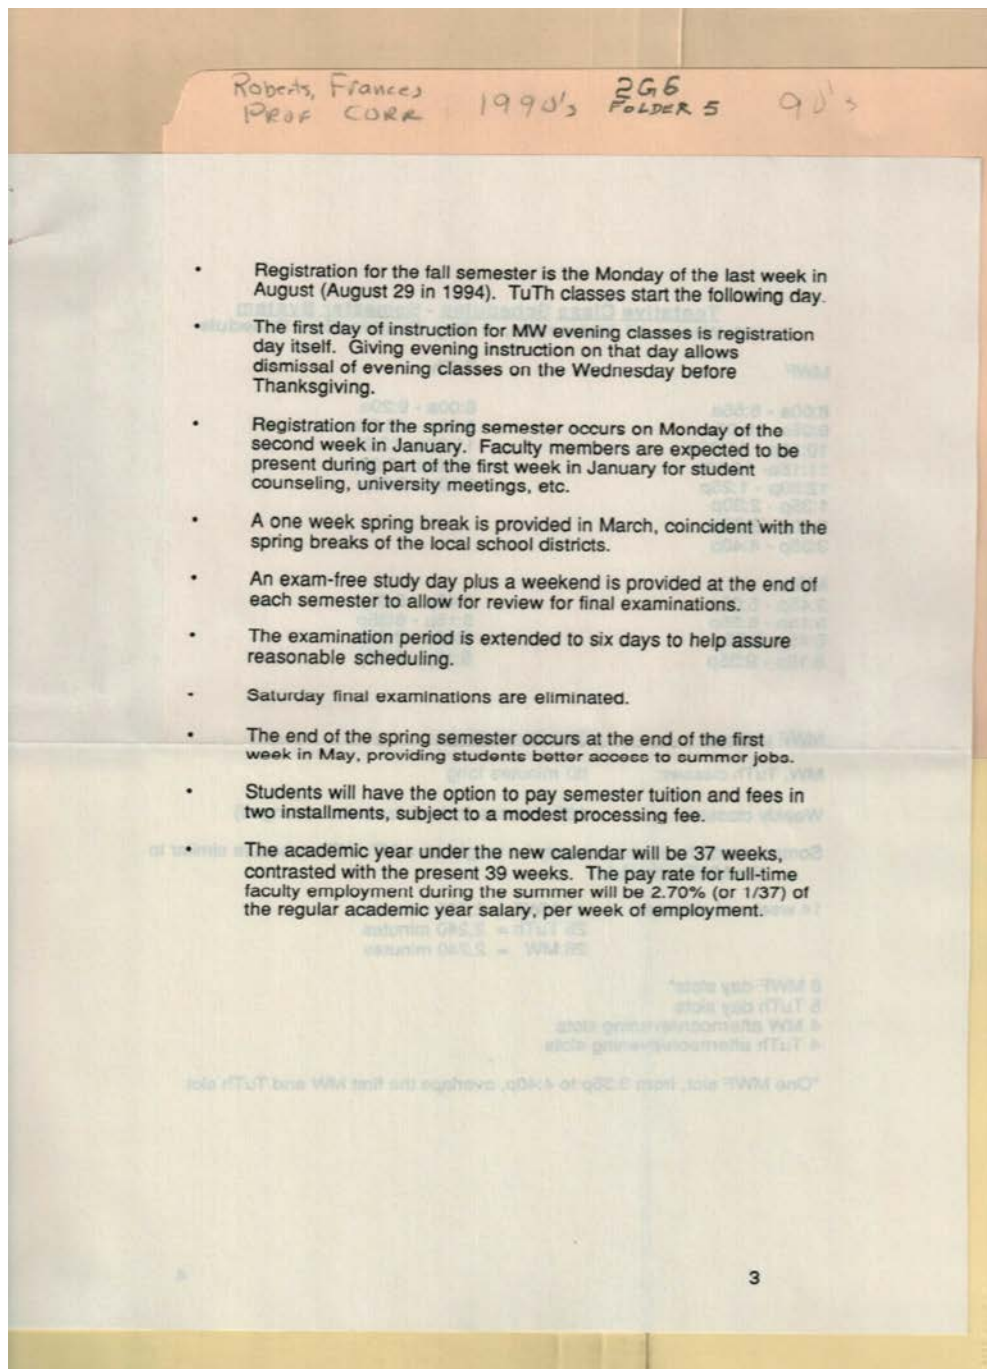 Roberts, Frances 1990's 2G6 90's
PROF CORR FOLDER 5
• Registration for the fall semester is the Monday of the last week in
August (August 29 in 1994). TuTh classes start the following day.
• The first day of instruction for MW evening classes is registration
day itself. Giving evening instruction on that day allows
dismissal of evening classes on the Wednesday before
Thanksgiving.
• Registration for the spring semester occurs on Monday of the
second week in January. Faculty members are expected to be
present during part of the first week in January for student
counseling, university meetings, etc.
• A one week spring break is provided in March, coincident with the
spring breaks of the local school districts.
• An exam-free study day plus a weekend is provided at the end of
each semester to allow for review for final examinations.
• The examination period is extended to six days to help assure
reasonable scheduling.
• Saturday final examinations are eliminated.
• The end of the spring semester occurs at the end of the first
week in May, providing students better access to summer jobs.
• Students will have the option to pay semester tuition and fees in
two installments, subject to a modest processing fee.
• The academic year under the new calendar will be 37 weeks,
contrasted with the present 39 weeks. The pay rate for full-time
faculty employment during the summer will be 2.70% (or 1/37) of
the regular academic year salary, per week of employment.
3